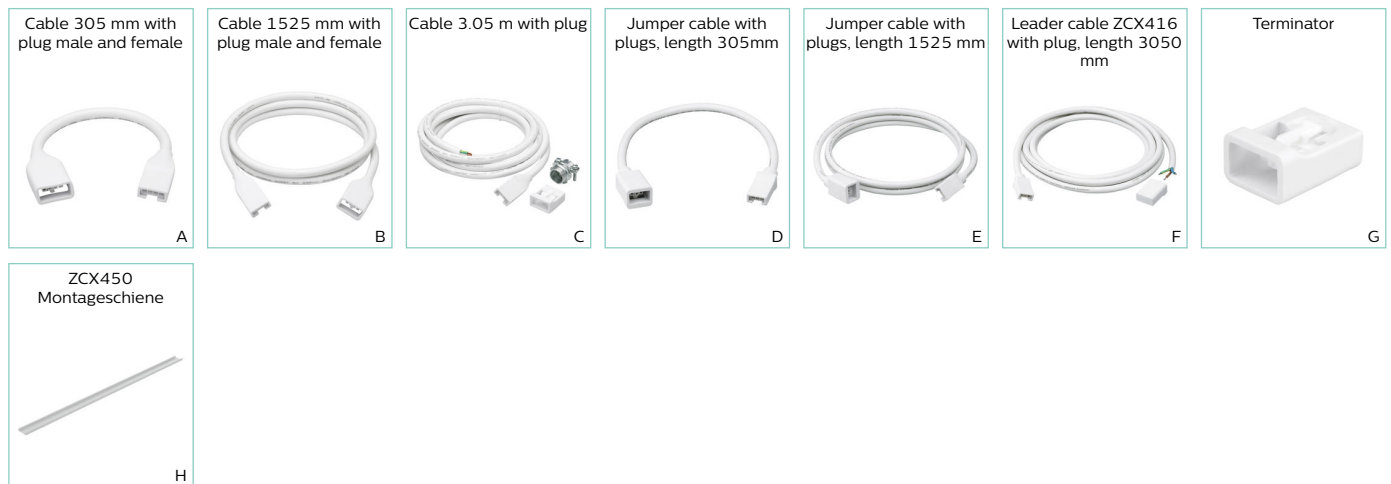 Cable 305 mm with
plug male and female
A
Cable 1525 mm with
plug male and female
B
Cable 3.05 m with plug
C
Jumper cable with
plugs, length 305mm
D
Jumper cable with
plugs, length 1525 mm
E
Leader cable ZCX416
with plug, length 3050
mm
F
Terminator
G
ZCX450
Montageschiene
H